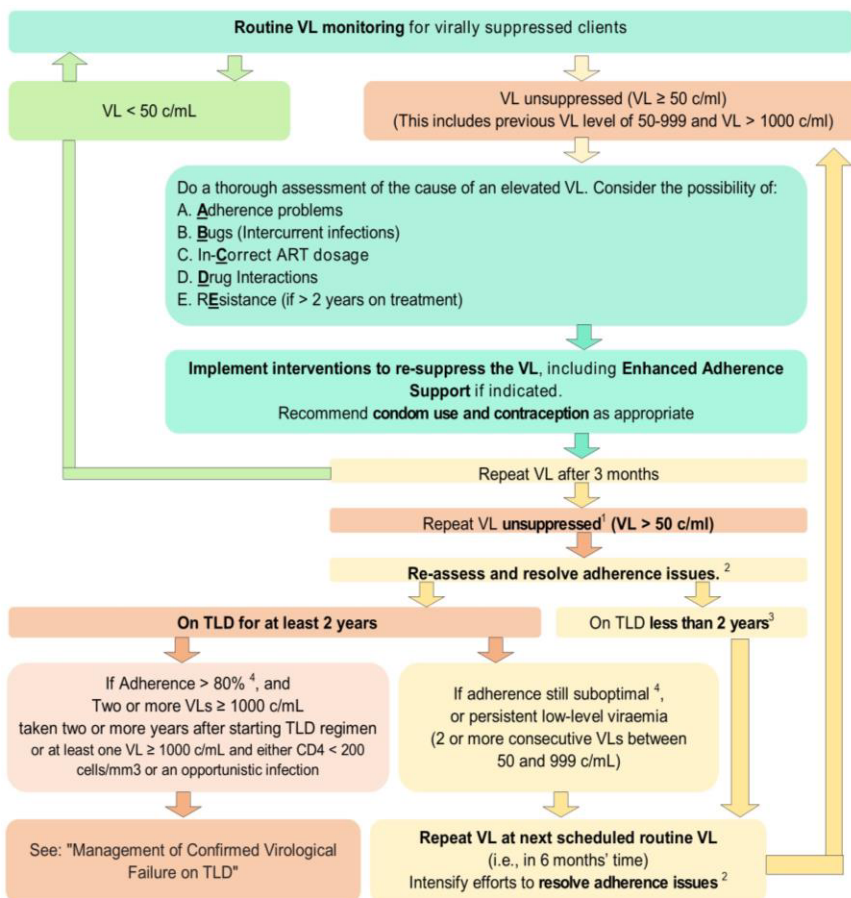 Routine VL monitoring for virally suppressed clients
VL < 50 c/mL
VL unsuppressed (VL ≥ 50 c/ml)
(This includes previous VL level of 50-999 and VL > 1000 c/ml)
Do a thorough assessment of the cause of an elevated VL. Consider the possibility of:
A. Adherence problems
B. Bugs (Intercurrent infections)
C. In-Correct ART dosage
D. Drug Interactions
E. REsistance (if > 2 years on treatment)
Implement interventions to re-suppress the VL, including Enhanced Adherence
Support if indicated.
Recommend condom use and contraception as appropriate
Repeat VL after 3 months
Repeat VL unsuppressed¹ (VL > 50 c/ml)
Re-assess and resolve adherence issues. ²
On TLD for at least 2 years
On TLD less than 2 years³
If Adherence > 80% ⁴, and
Two or more VLs ≥ 1000 c/mL
taken two or more years after starting TLD regimen
or at least one VL ≥ 1000 c/mL and either CD4 < 200
cells/mm3 or an opportunistic infection
If adherence still suboptimal ⁴,
or persistent low-level viraemia
(2 or more consecutive VLs between
50 and 999 c/mL)
See: "Management of Confirmed Virological
Failure on TLD"
Repeat VL at next scheduled routine VL
(i.e., in 6 months' time)
Intensify efforts to resolve adherence issues ²